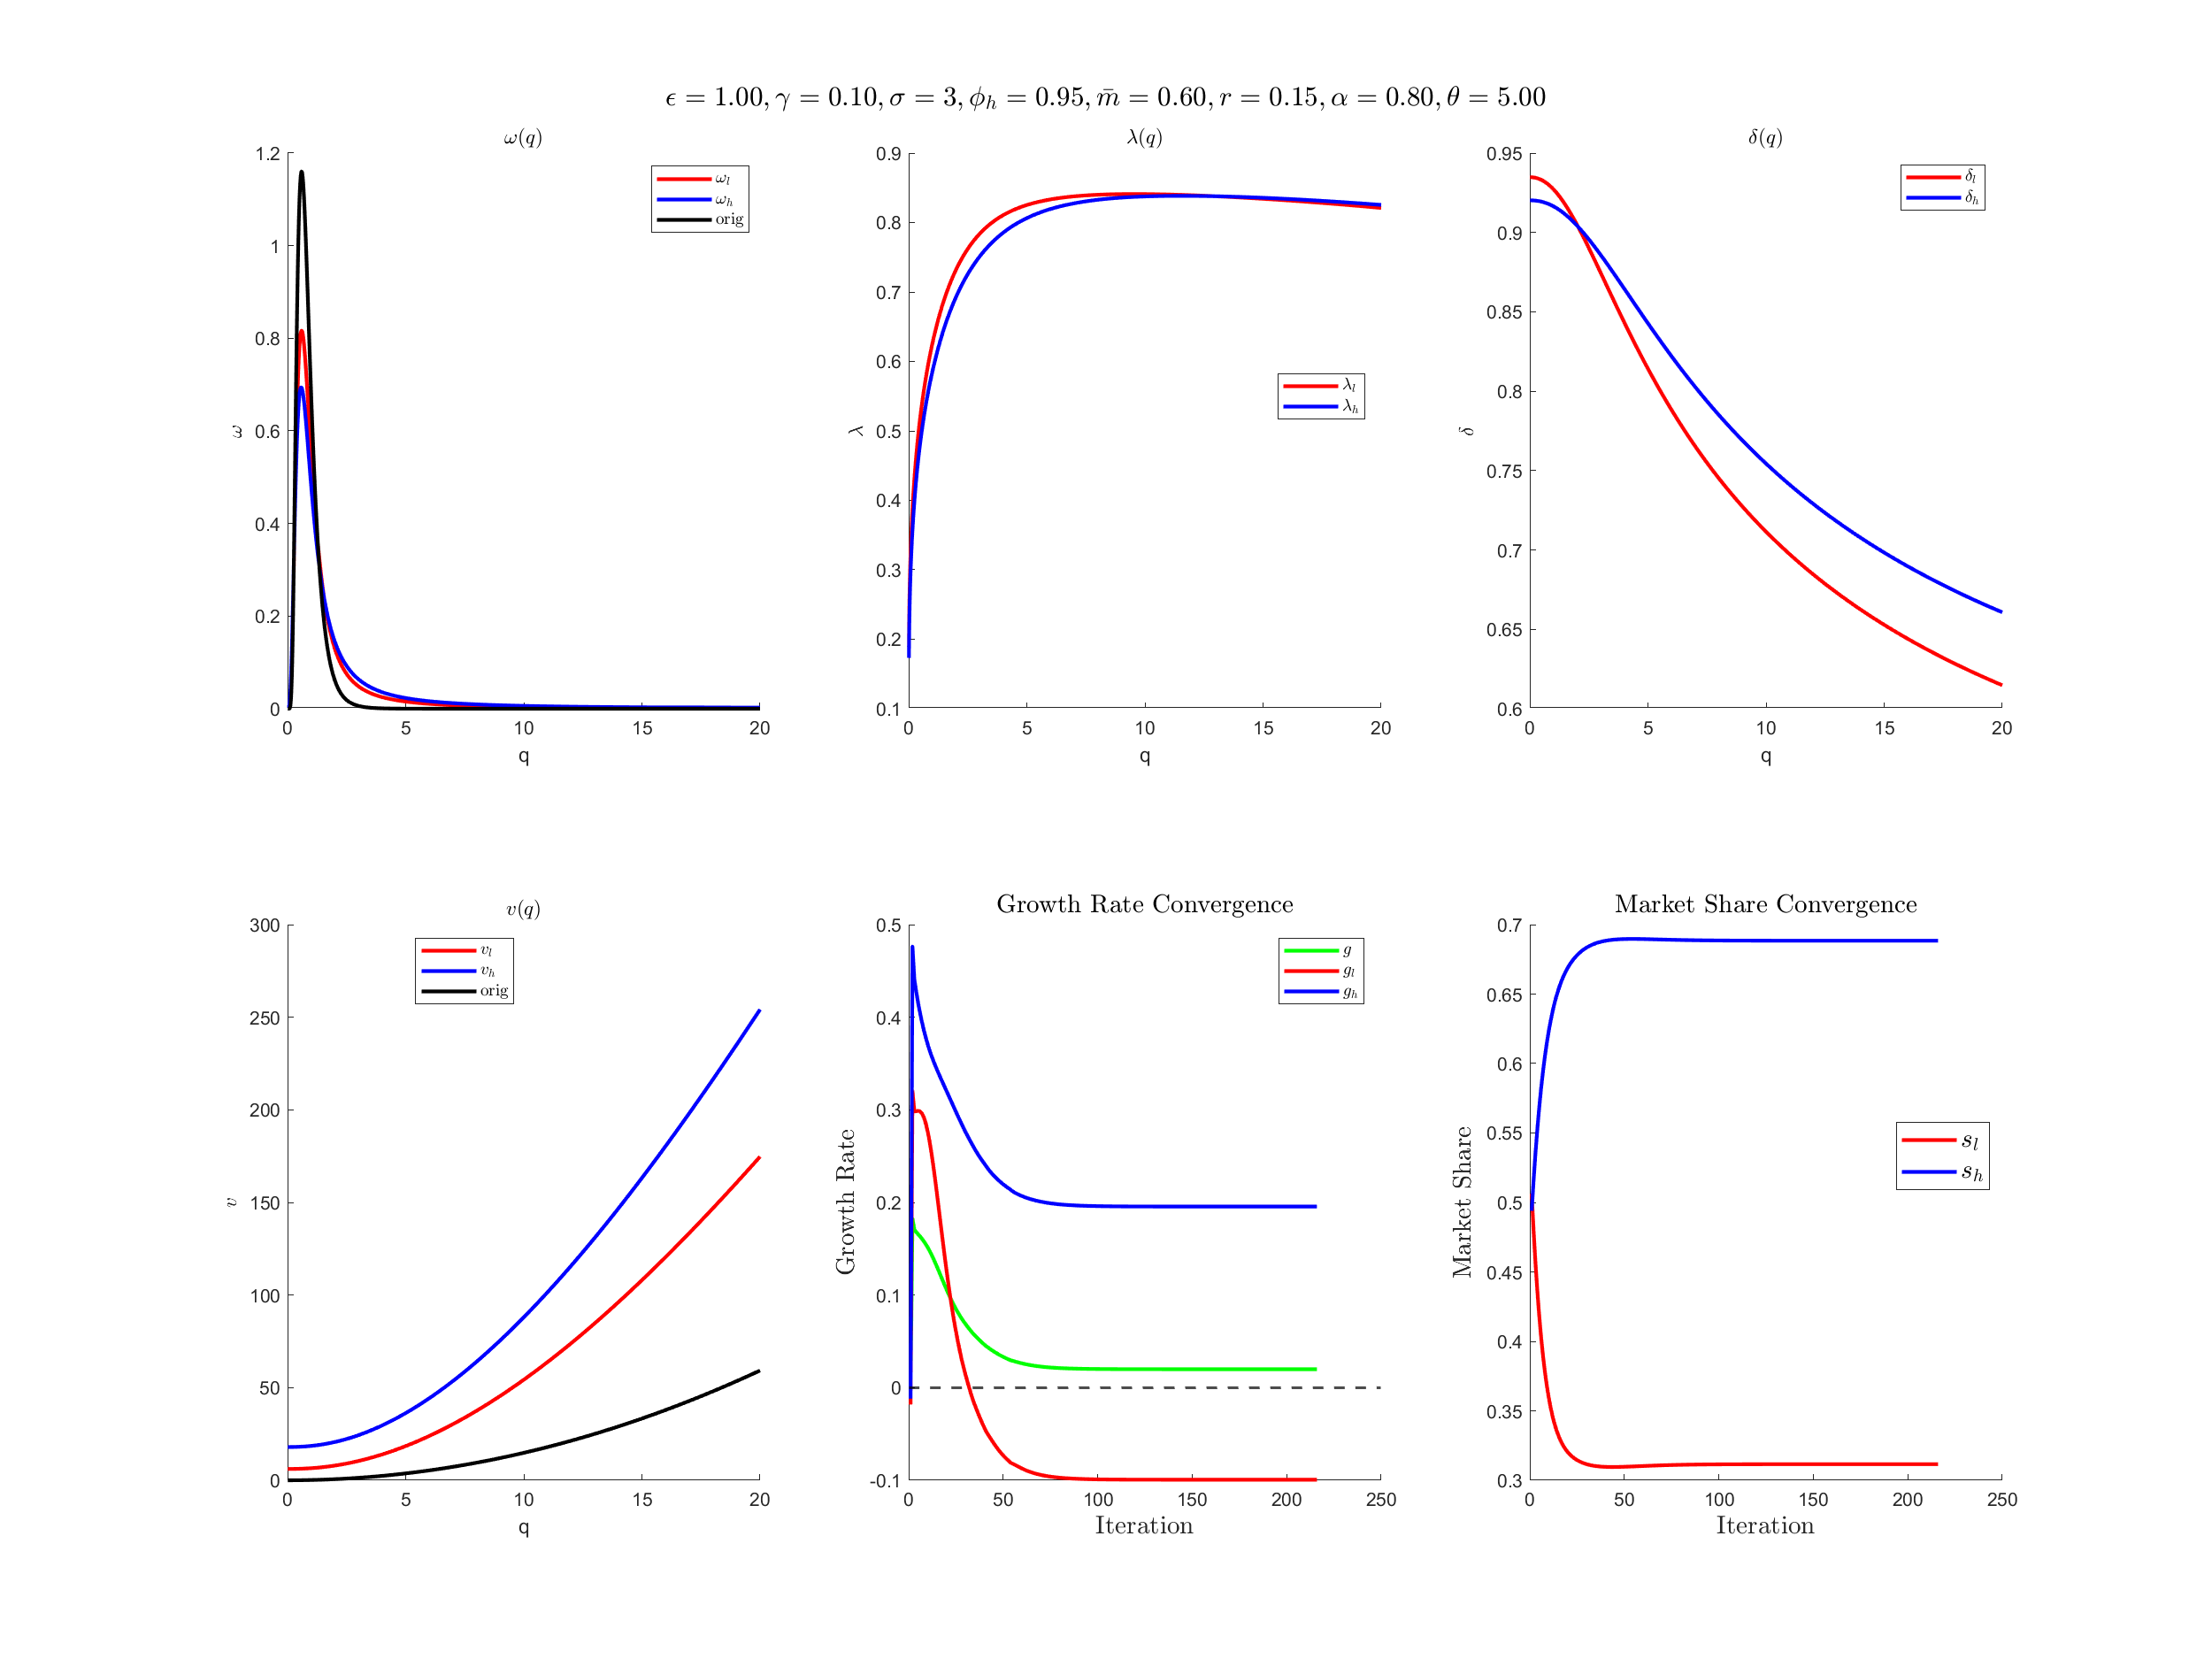 ϵ = 1.00, γ = 0.10, σ = 3, ϕ_h = 0.95, m̄ = 0.60, r = 0.15, α = 0.80, θ = 5.00
ω(q)
1.2
1
0.8
0.6
0.4
0.2
0
ω
0 5 10 15 20
q
ω_l
ω_h
orig
λ(q)
0.9
0.8
0.7
0.6
0.5
0.4
0.3
0.2
0.1
λ
0 5 10 15 20
q
λ_l
λ_h
δ(q)
0.95
0.9
0.85
0.8
0.75
0.7
0.65
0.6
δ
0 5 10 15 20
q
δ_l
δ_h
v(q)
300
250
200
150
100
50
0
v
0 5 10 15 20
q
v_l
v_h
orig
Growth Rate Convergence
0.5
0.4
0.3
0.2
0.1
0
-0.1
Growth Rate
0 50 100 150 200 250
Iteration
g
g_l
g_h
Market Share Convergence
0.7
0.65
0.6
0.55
0.5
0.45
0.4
0.35
0.3
Market Share
0 50 100 150 200 250
Iteration
s_l
s_h